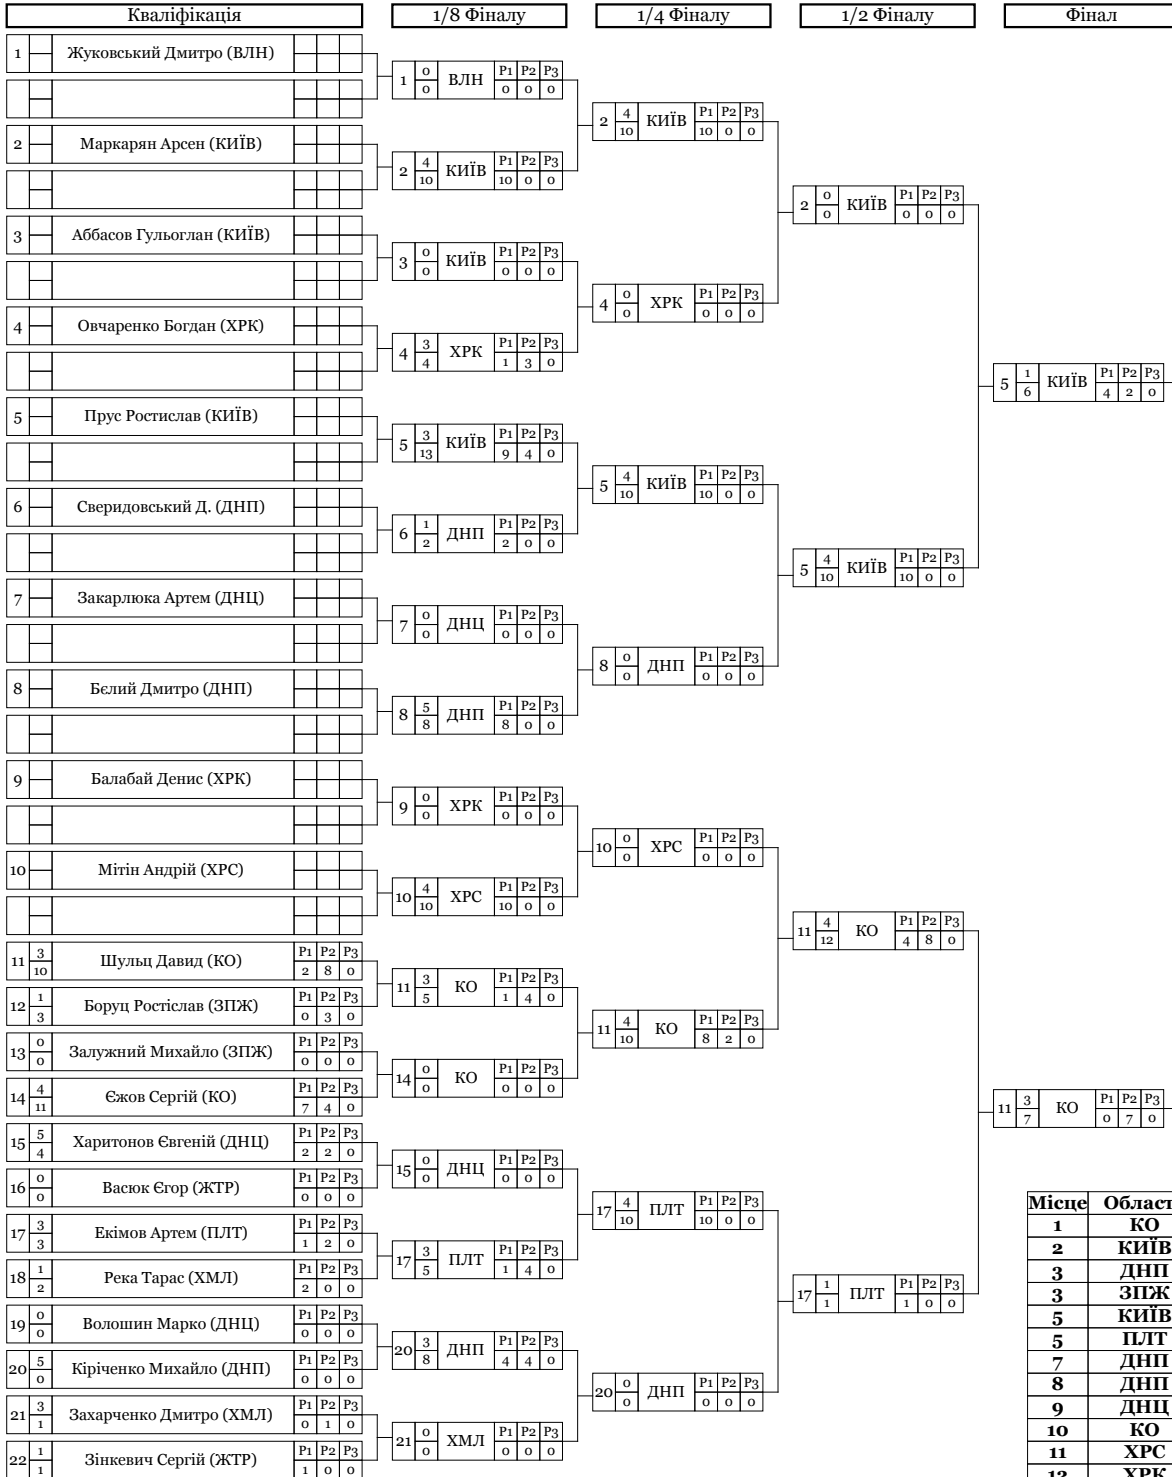 Кваліфікація
1/8 Фіналу
1/4 Фіналу
1/2 Фіналу
Фінал
1 Жуковський Дмитро (ВЛН)
2 Маркарян Арсен (КИЇВ)
3 Аббасов Гульоглан (КИЇВ)
4 Овчаренко Богдан (ХРК)
5 Прус Ростислав (КИЇВ)
6 Сверидовський Д. (ДНП)
7 Закарлюка Артем (ДНЦ)
8 Бєлий Дмитро (ДНП)
9 Балабай Денис (ХРК)
10 Мітін Андрій (ХРС)
11 3 Шульц Давид (КО) P1 P2 P3
10 2 8 0
12 1 Боруц Ростіслав (ЗПЖ) P1 P2 P3
3 0 3 0
13 0 Залужний Михайло (ЗПЖ) P1 P2 P3
0 0 0 0
14 4 Єжов Сергій (КО) P1 P2 P3
11 7 4 0
15 5 Харитонов Євгеній (ДНЦ) P1 P2 P3
4 2 2 0
16 0 Васюк Єгор (ЖТР) P1 P2 P3
0 0 0 0
17 3 Екімов Артем (ПЛТ) P1 P2 P3
3 1 2 0
18 1 Река Тарас (ХМЛ) P1 P2 P3
2 2 0 0
19 0 Волошин Марко (ДНЦ) P1 P2 P3
0 0 0 0
20 5 Кіріченко Михайло (ДНП) P1 P2 P3
0 0 0 0
21 3 Захарченко Дмитро (ХМЛ) P1 P2 P3
1 0 1 0
22 1 Зінкевич Сергій (ЖТР) P1 P2 P3
1 1 0 0
1 0 ВЛН P1 P2 P3
0 0 0 0
2 4 КИЇВ P1 P2 P3
10 10 0 0
3 0 КИЇВ P1 P2 P3
0 0 0 0
4 3 ХРК P1 P2 P3
4 1 3 0
5 3 КИЇВ P1 P2 P3
13 9 4 0
6 1 ДНП P1 P2 P3
2 2 0 0
7 0 ДНЦ P1 P2 P3
0 0 0 0
8 5 ДНП P1 P2 P3
8 8 0 0
9 0 ХРК P1 P2 P3
0 0 0 0
10 4 ХРС P1 P2 P3
10 10 0 0
11 3 КО P1 P2 P3
5 1 4 0
14 0 КО P1 P2 P3
0 0 0 0
15 0 ДНЦ P1 P2 P3
0 0 0 0
17 3 ПЛТ P1 P2 P3
5 1 4 0
20 3 ДНП P1 P2 P3
8 4 4 0
21 0 ХМЛ P1 P2 P3
0 0 0 0
2 4 КИЇВ P1 P2 P3
10 10 0 0
4 0 ХРК P1 P2 P3
0 0 0 0
5 4 КИЇВ P1 P2 P3
10 10 0 0
8 0 ДНП P1 P2 P3
0 0 0 0
10 0 ХРС P1 P2 P3
0 0 0 0
11 4 КО P1 P2 P3
10 8 2 0
17 4 ПЛТ P1 P2 P3
10 10 0 0
20 0 ДНП P1 P2 P3
0 0 0 0
2 0 КИЇВ P1 P2 P3
0 0 0 0
5 4 КИЇВ P1 P2 P3
10 10 0 0
11 4 КО P1 P2 P3
12 4 8 0
17 1 ПЛТ P1 P2 P3
1 1 0 0
5 1 КИЇВ P1 P2 P3
6 4 2 0
11 3 КО P1 P2 P3
7 0 7 0
Місце Област
1 КО
2 КИЇВ
3 ДНП
3 ЗПЖ
5 КИЇВ
5 ПЛТ
7 ДНП
8 ДНП
9 ДНЦ
10 КО
11 ХРС
12 ХРК